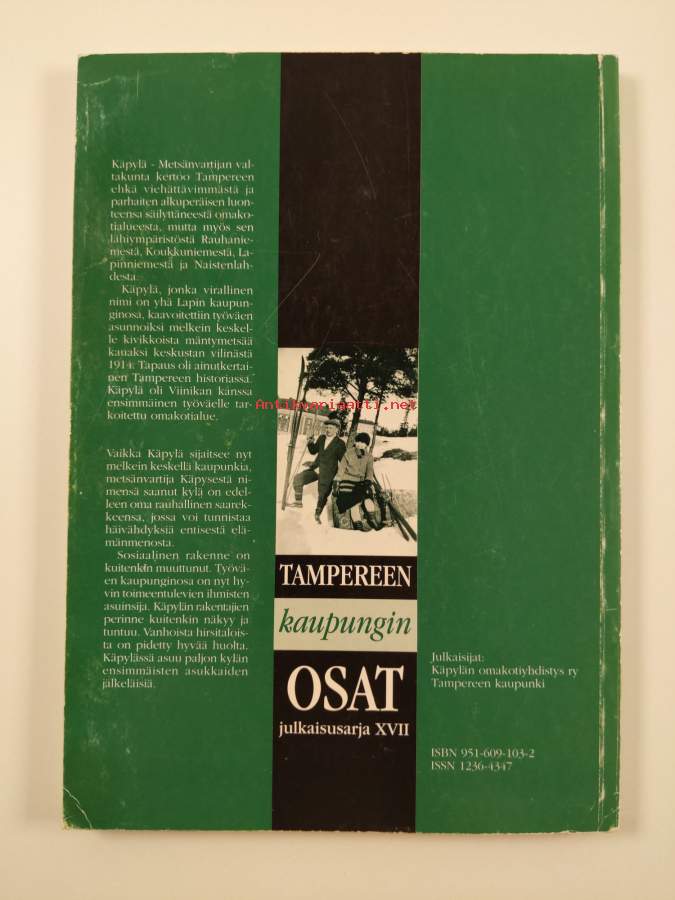 Käpylä - Metsänvartijan val-
takunta kertoo Tampereen
ehkä viehättävimmästä ja
parhaiten alkuperäisen luon-
teensa säilyttäneestä omako-
tialueesta, mutta myös sen
lähiympäristöstä Rauhanie-
mestä, Koukkuniemestä, La-
pinniemestä ja Naistenlah-
desta.
Käpylä, jonka virallinen
nimi on yhä Lapin kaupun-
ginosa, kaavoitettiin työväen
asunnoiksi melkein keskel-
le kivikkoista mäntymetsää
kauaksi keskustan vilinästä
1914. Tapaus oli ainutkertai-
nen Tampereen historiassa.
Käpylä oli Viinikan kanssa
ensimmäinen työväelle tar-
koitettu omakotialue.
Vaikka Käpylä sijaitsee nyt
melkein keskellä kaupunkia,
metsänvartija Käpysestä ni-
mensä saanut kylä on edel-
leen oma rauhallinen saarek-
keensa, jossa voi tunnistaa
häivähdyksiä entisestä elä-
mänmenosta.
Sosiaalinen rakenne on
kuitenkin muuttunut. Työvä-
en kaupunginosa on nyt hy-
vin toimeentulevien ihmisten
asuinsija. Käpylän rakentajien
perinne kuitenkin näkyy ja
tuntuu. Vanhoista hirsitalois-
ta on pidetty hyvää huolta.
Käpylässä asuu paljon kylän
ensimmäisten asukkaiden
jälkeläisiä.
Antikvariaatti.net
TAMPEREEN
kaupungin
OSAT
julkaisusarja XVII
Julkaisijat:
Käpylän omakotiyhdistys ry
Tampereen kaupunki
ISBN 951-609-103-2
ISSN 1236-4347